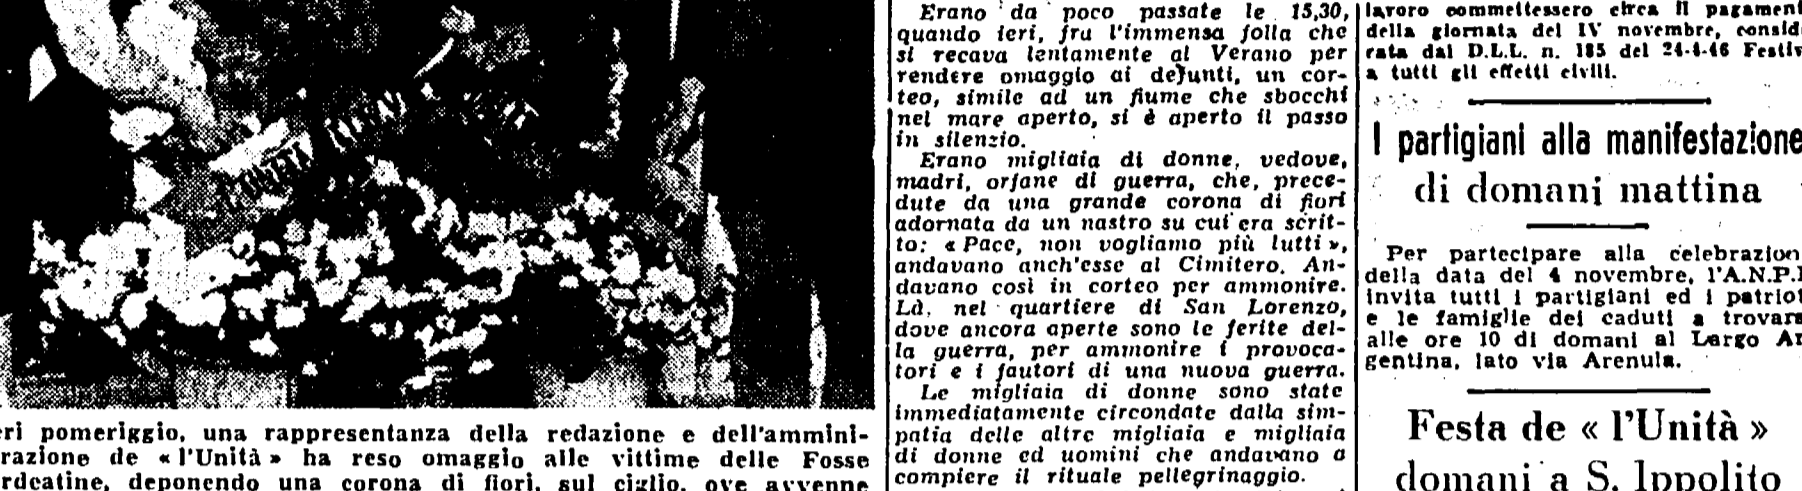 eri pomeriggio, una rappresentanza della redazione e dell'ammini-
razione de « l'Unità » ha reso omaggio alle vittime delle Fosse
rdeatine, deponendo una corona di fiori, sul ciglio, ove avvenne
Erano da poco passate le 15,30,
quando ieri, fra l'immensa folla che
si recava lentamente al Verano per
rendere omaggio ai defunti, un cor-
teo, simile ad un fiume che sbocchi
nel mare aperto, si è aperto il passo
in silenzio.
Erano migliaia di donne, vedove,
madri, orfane di guerra, che, prece-
dute da una grande corona di fiori
adornata da un nastro su cui era scrit-
to: « Pace, non vogliamo più lutti »,
andavano anch'esse al Cimitero. An-
davano così in corteo per ammonire.
Là, nel quartiere di San Lorenzo,
dove ancora aperte sono le ferite del-
la guerra, per ammonire i provoca-
tori e i fautori di una nuova guerra.
Le migliaia di donne sono state
immediatamente circondate dalla sim-
patia delle altre migliaia e migliaia
di donne ed uomini che andavano a
compiere il rituale pellegrinaggio.
lavoro commettessero circa il pagament
della giornata del IV novembre, consid
rata dal D.L.L. n. 185 del 24-4-46 Festiv
a tutti gli effetti civili.
I partigiani alla manifestazione
di domani mattina
Per partecipare alla celebrazion
della data del 4 novembre, l'A.N.P.I
invita tutti i partigiani ed i patriot
e le famiglie dei caduti a trovars
alle ore 10 di domani al Largo Ar
gentina, lato via Arenula.
Festa de « l'Unità »
domani a S. Ippolito